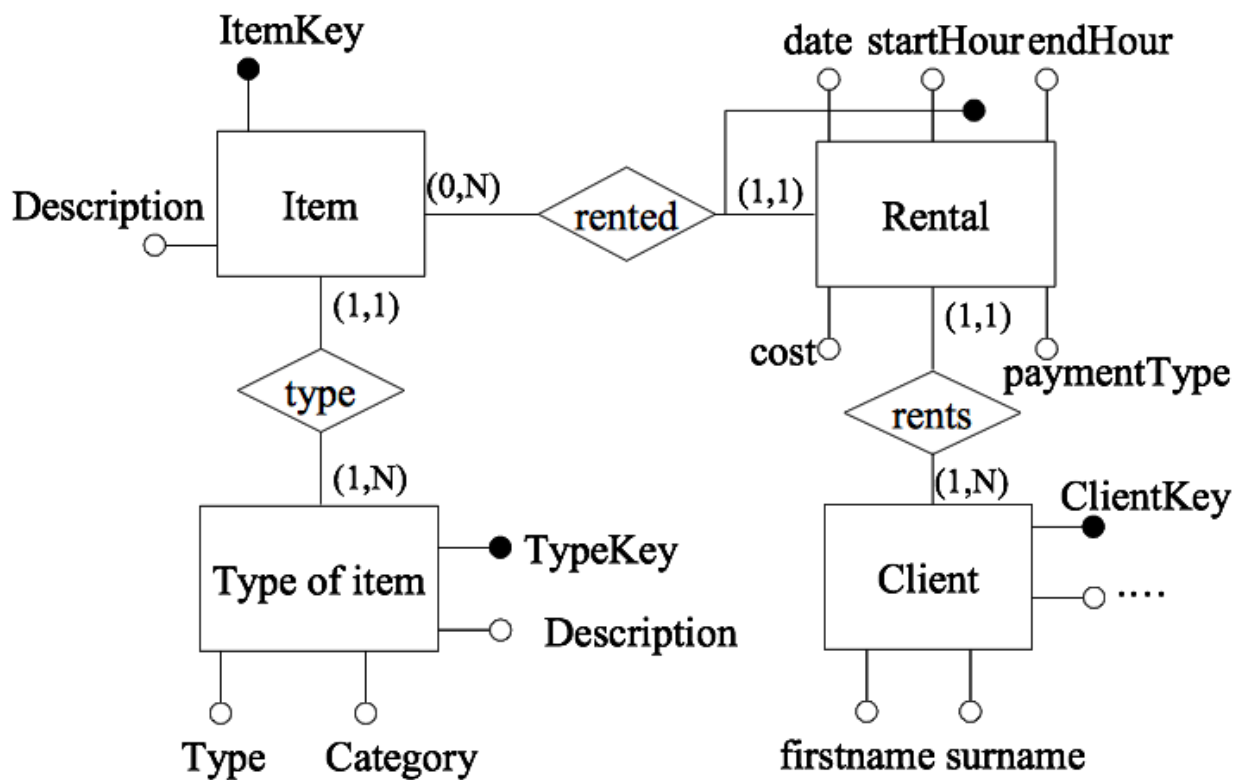 ItemKey
date startHour endHour
Description
Item
(0,N)
rented
(1,1)
Rental
(1,1)
(1,1)
cost
paymentType
type
rents
(1,N)
(1,N)
ClientKey
TypeKey
Type of item
Client
....
Description
Type
Category
firstname surname